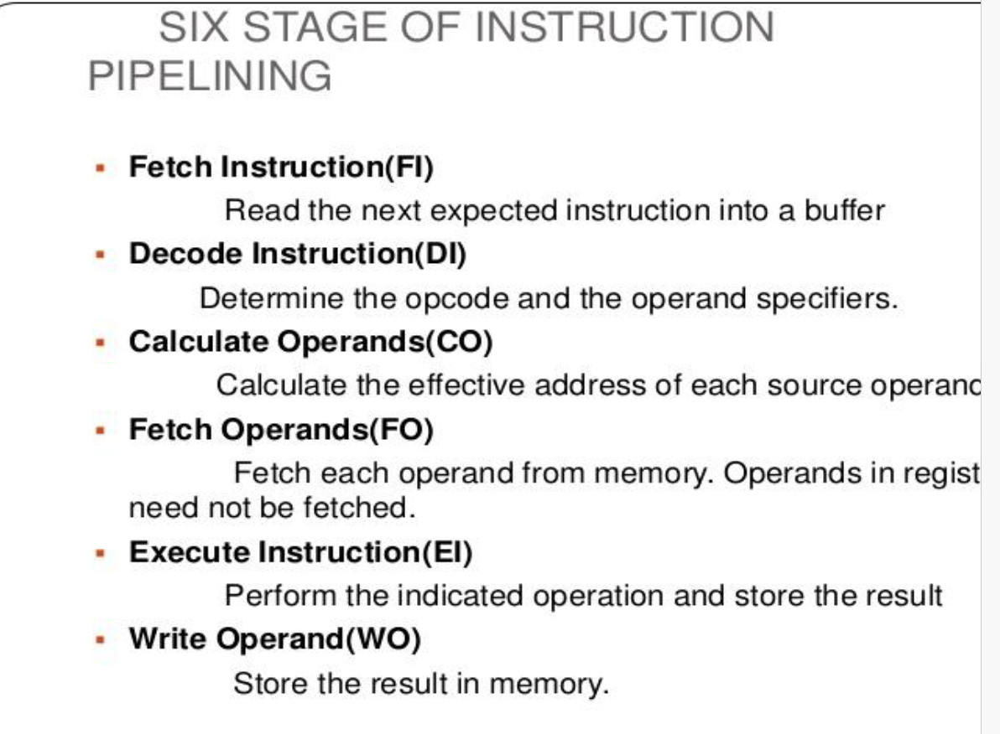 SIX STAGE OF INSTRUCTION
PIPELINING
▪ Fetch Instruction(FI)
Read the next expected instruction into a buffer
▪ Decode Instruction(DI)
Determine the opcode and the operand specifiers.
▪ Calculate Operands(CO)
Calculate the effective address of each source
▪ Fetch Operands(FO)
Fetch each operand from memory. Operands in
need not be fetched.
▪ Execute Instruction(EI)
Perform the indicated operation and store the result
▪ Write Operand(WO)
Store the result in memory.